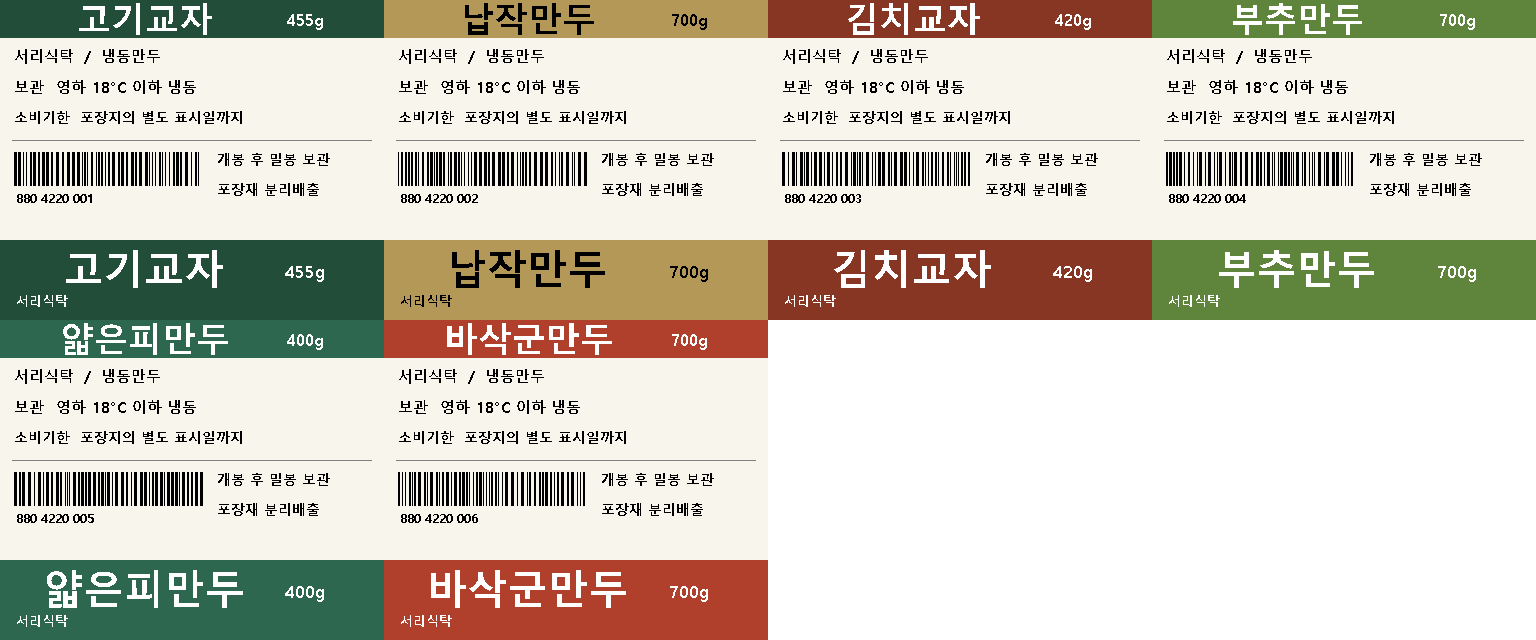 고기교자 455g
서리식탁 / 냉동만두
보관 영하 18°C 이하 냉동
소비기한 포장지의 별도 표시일까지
개봉 후 밀봉 보관
포장재 분리배출
880 4220 001
고기교자 455g
서리식탁
납작만두 700g
서리식탁 / 냉동만두
보관 영하 18°C 이하 냉동
소비기한 포장지의 별도 표시일까지
개봉 후 밀봉 보관
포장재 분리배출
880 4220 002
납작만두 700g
서리식탁
김치교자 420g
서리식탁 / 냉동만두
보관 영하 18°C 이하 냉동
소비기한 포장지의 별도 표시일까지
개봉 후 밀봉 보관
포장재 분리배출
880 4220 003
김치교자 420g
서리식탁
부추만두 700g
서리식탁 / 냉동만두
보관 영하 18°C 이하 냉동
소비기한 포장지의 별도 표시일까지
개봉 후 밀봉 보관
포장재 분리배출
880 4220 004
부추만두 700g
서리식탁
얇은피만두 400g
서리식탁 / 냉동만두
보관 영하 18°C 이하 냉동
소비기한 포장지의 별도 표시일까지
개봉 후 밀봉 보관
포장재 분리배출
880 4220 005
얇은피만두 400g
서리식탁
바삭군만두 700g
서리식탁 / 냉동만두
보관 영하 18°C 이하 냉동
소비기한 포장지의 별도 표시일까지
개봉 후 밀봉 보관
포장재 분리배출
880 4220 006
바삭군만두 700g
서리식탁